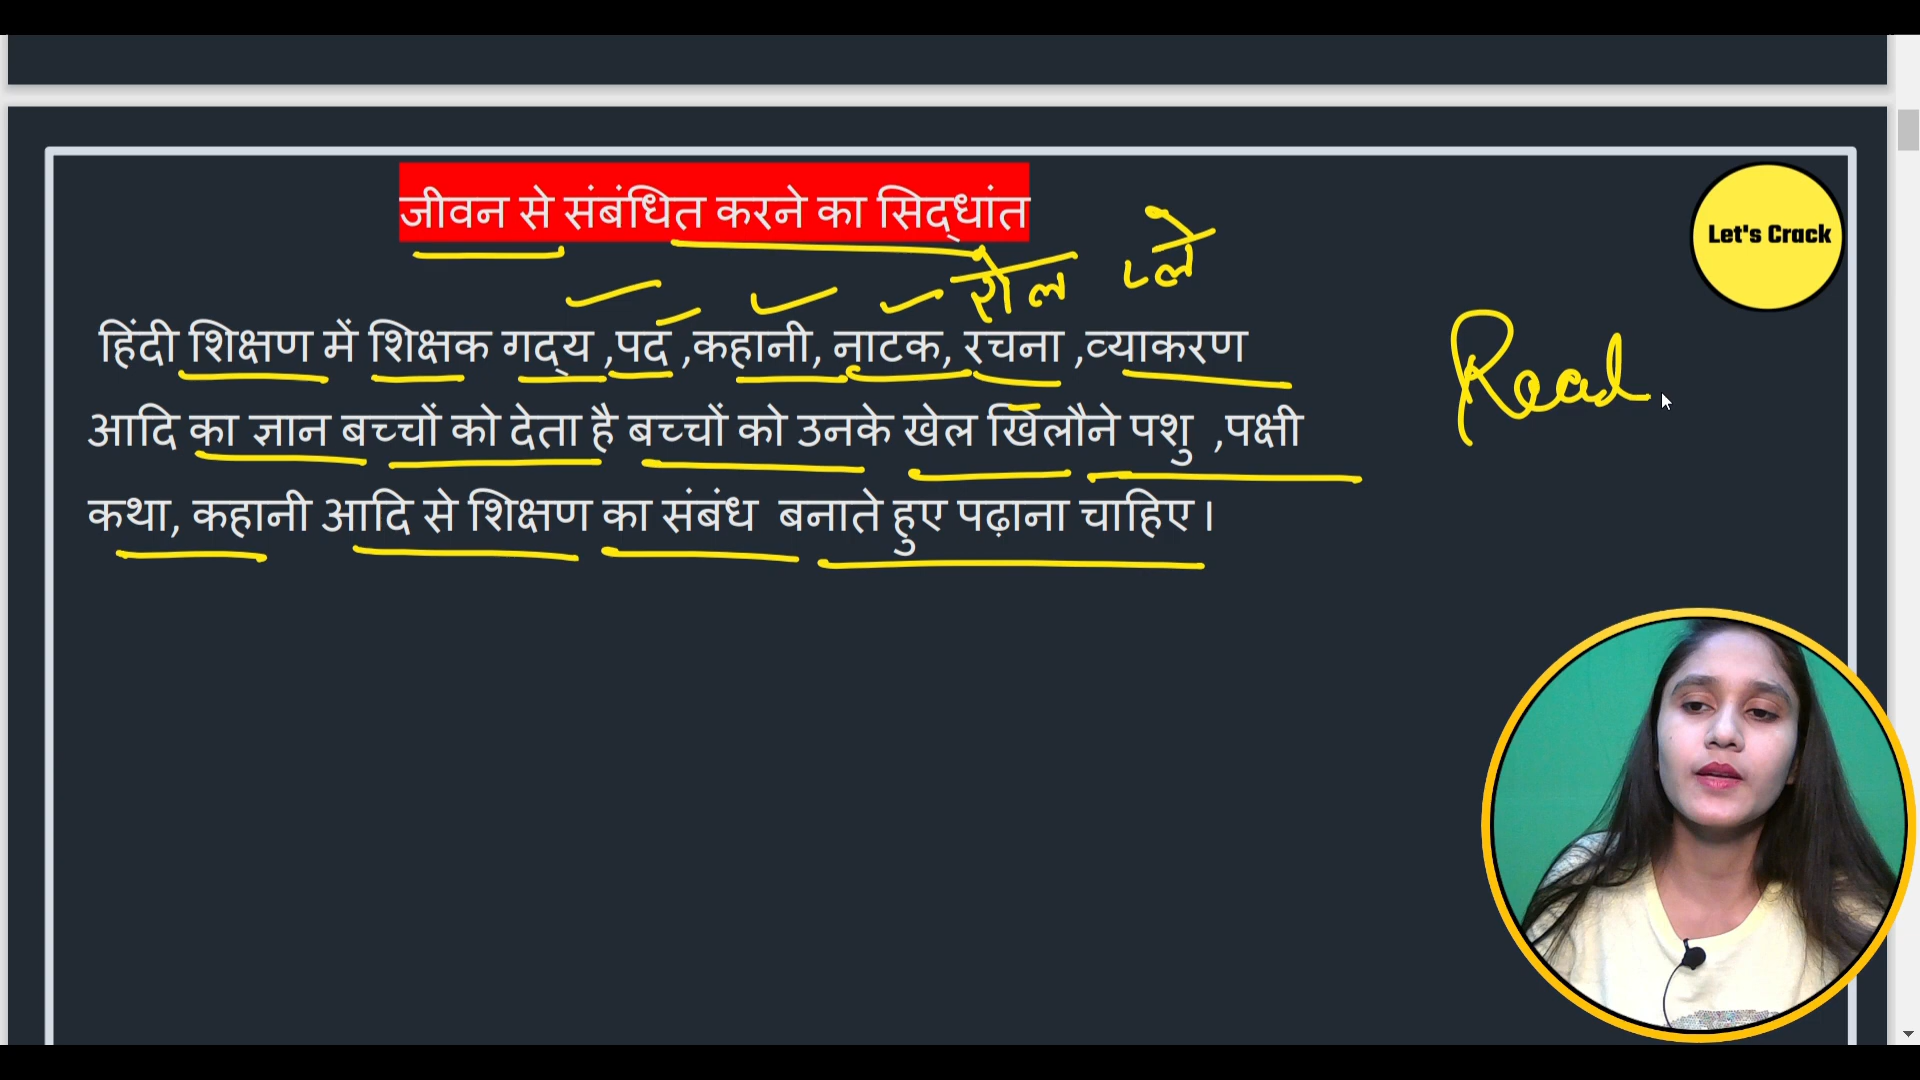 जीवन से संबंधित करने का सिद्धांत
Let's Crack
रोल प्ले
हिंदी शिक्षण में शिक्षक गद्य ,पद ,कहानी, नाटक, रचना ,व्याकरण
Read
आदि का ज्ञान बच्चों को देता है बच्चों को उनके खेल खिलौने पशु ,पक्षी
कथा, कहानी आदि से शिक्षण का संबंध बनाते हुए पढ़ाना चाहिए ।